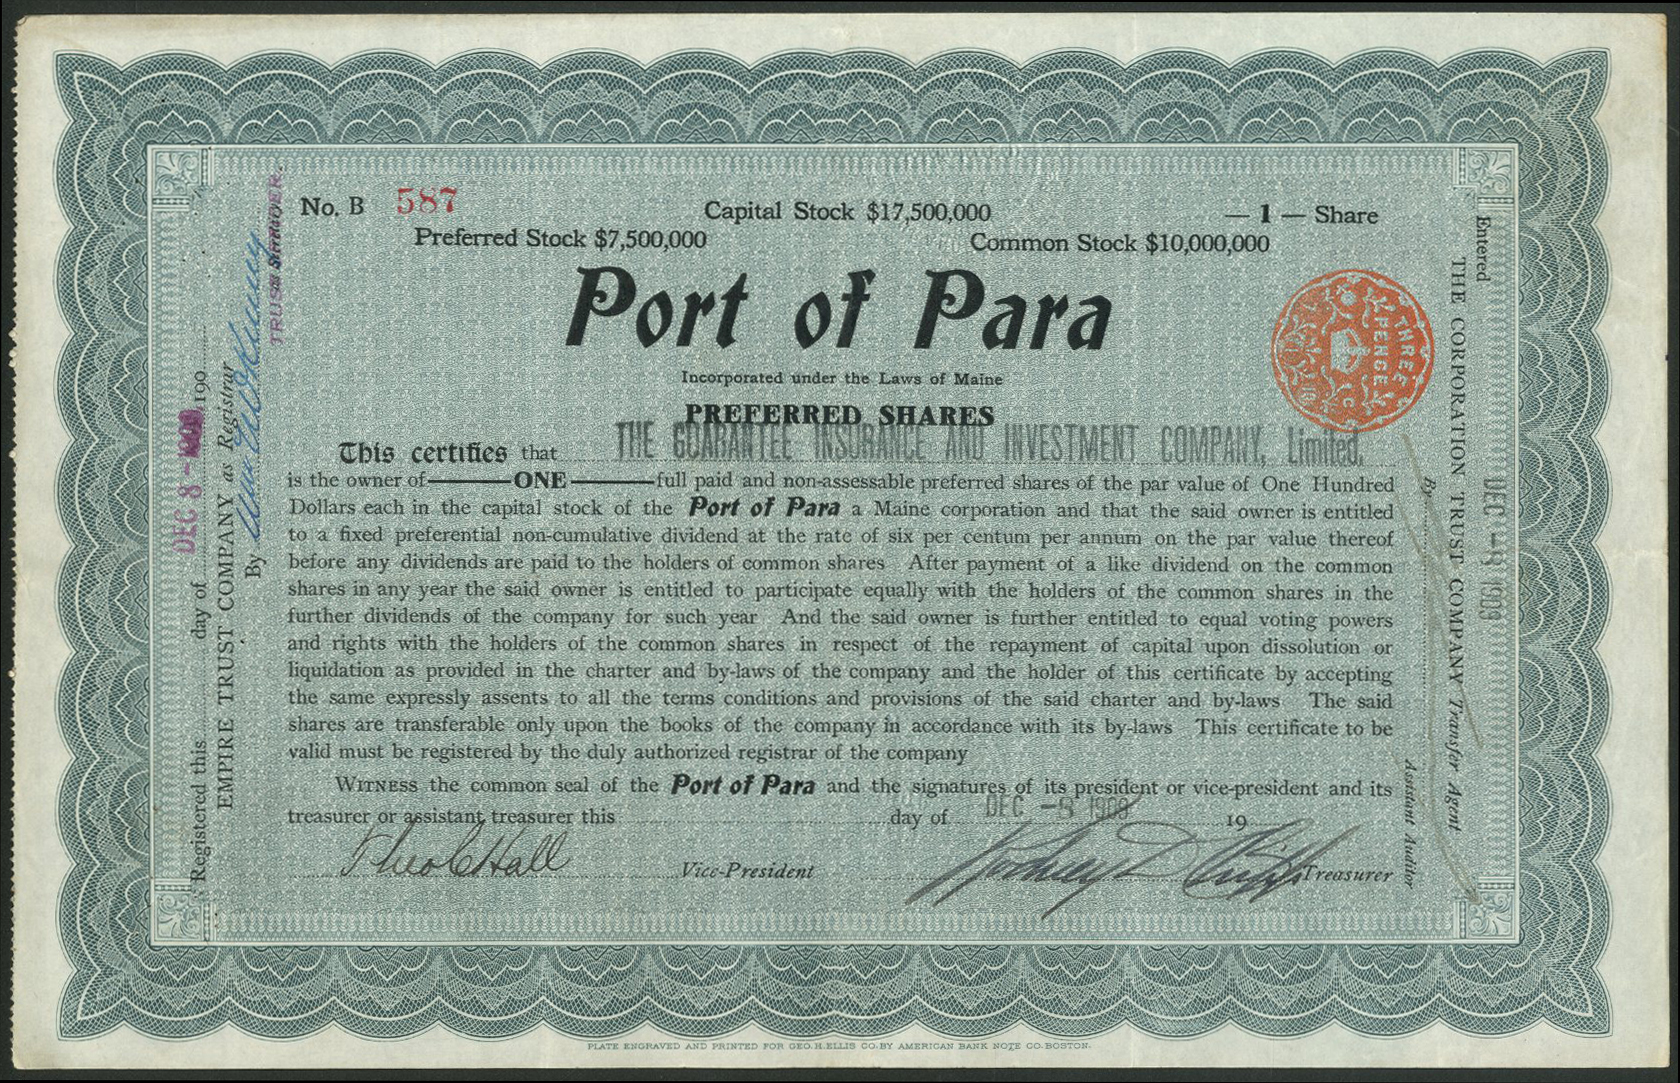 No. B 587
Capital Stock $17,500,000
— 1 — Share
Preferred Stock $7,500,000
Common Stock $10,000,000
Port of Para
Incorporated under the Laws of Maine
PREFERRED SHARES
This certifies that THE GUARANTEE INSURANCE AND INVESTMENT COMPANY, Limited.
is the owner of ONE full paid and non-assessable preferred shares of the par value of One Hundred
Dollars each in the capital stock of the Port of Para a Maine corporation and that the said owner is entitled
to a fixed preferential non-cumulative dividend at the rate of six per centum per annum on the par value thereof
before any dividends are paid to the holders of common shares After payment of a like dividend on the common
shares in any year the said owner is entitled to participate equally with the holders of the common shares in the
further dividends of the company for such year And the said owner is further entitled to equal voting powers
and rights with the holders of the common shares in respect of the repayment of capital upon dissolution or
liquidation as provided in the charter and by-laws of the company and the holder of this certificate by accepting
the same expressly assents to all the terms conditions and provisions of the said charter and by-laws The said
shares are transferable only upon the books of the company in accordance with its by-laws This certificate to be
valid must be registered by the duly authorized registrar of the company
WITNESS the common seal of the Port of Para and the signatures of its president or vice-president and its
treasurer or assistant treasurer this day of DEC -8 1909 19
Theo C Hall Vice-President
Treasurer
Registered this day of DEC 8 - 190
EMPIRE TRUST COMPANY as Registrar
By
TRUST OFFICER.
THREE PENCE
Entered DEC -8 1909
THE CORPORATION TRUST COMPANY Transfer Agent
By Assistant Auditor
PLATE ENGRAVED AND PRINTED FOR GEO. H. ELLIS CO. BY AMERICAN BANK NOTE CO. BOSTON.